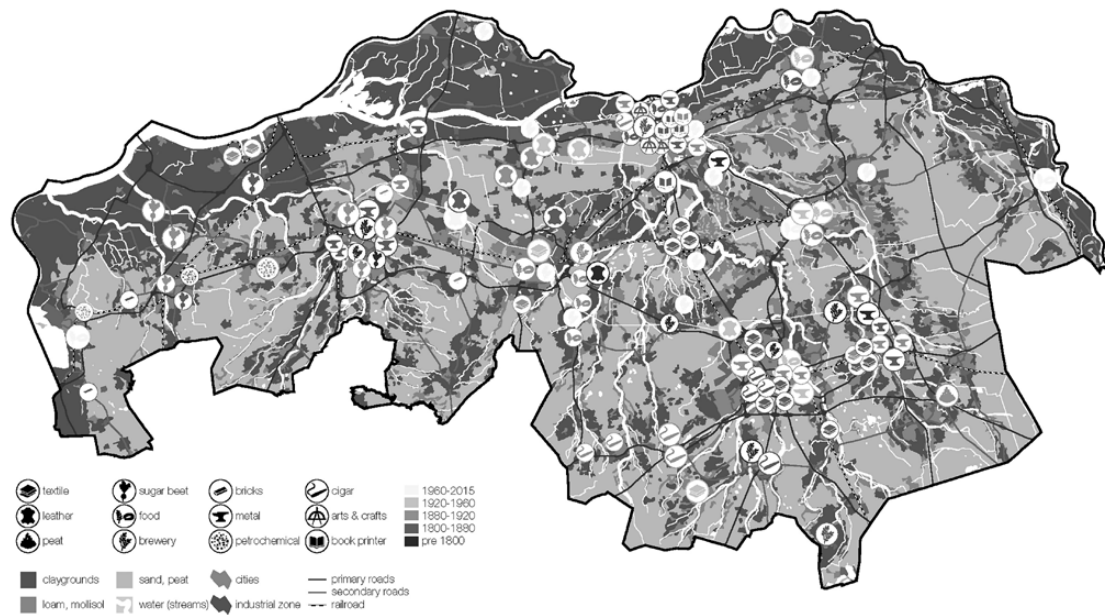 textile sugar beet bricks cigar 1960-2015
1920-1960
leather food metal arts & crafts 1880-1920
1800-1880
peat brewery petrochemical book printer pre 1800
claygrounds sand, peat cities primary roads
secondary roads
loam, mollisol water (streams) industrial zone railroad